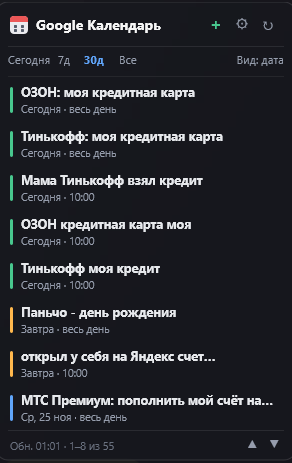 Google Календарь
Сегодня 7д 30д Все Вид: дата
ОЗОН: моя кредитная карта
Сегодня · весь день
Тинькофф: моя кредитная карта
Сегодня · весь день
Мама Тинькофф взял кредит
Сегодня · 10:00
ОЗОН кредитная карта моя
Сегодня · 10:00
Тинькофф моя кредит
Сегодня · 10:00
Паньчо - день рождения
Завтра · весь день
открыл у себя на Яндекс счет...
Завтра · 10:00
МТС Премиум: пополнить мой счёт на...
Ср, 25 ноя · весь день
Обн. 01:01 · 1–8 из 55